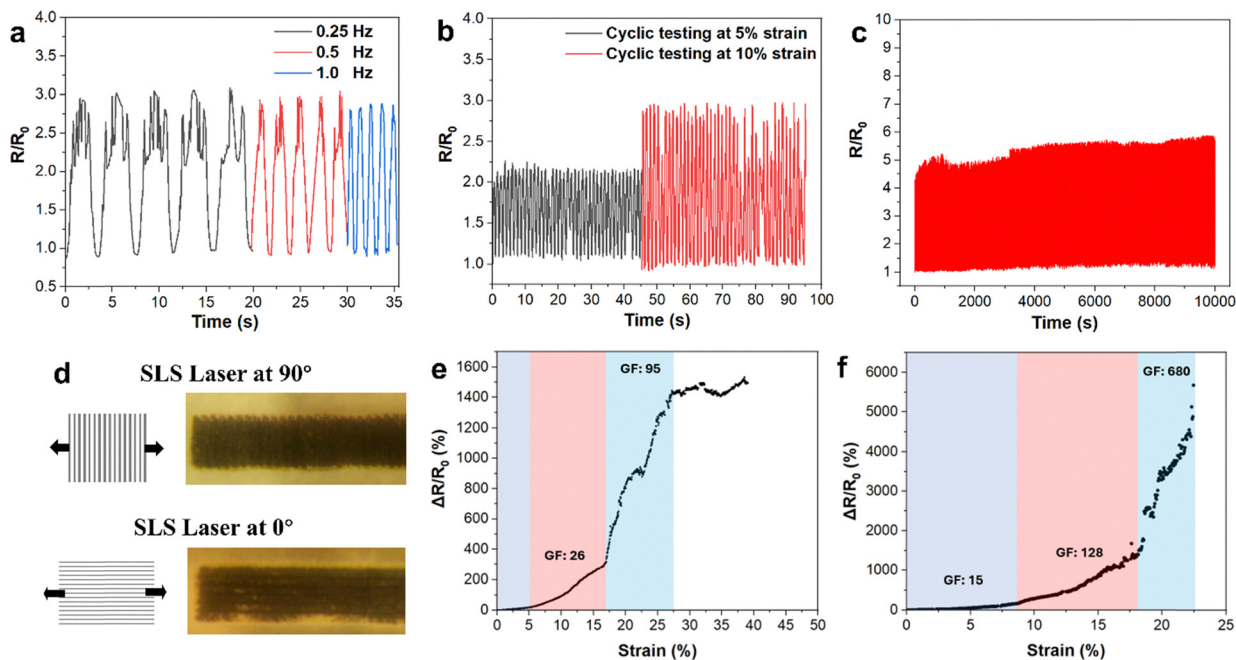 a
4.0
3.5
3.0
2.5
2.0
1.5
1.0
0.5
R/R0
0.25 Hz
0.5 Hz
1.0 Hz
0 5 10 15 20 25 30 35
Time (s)
b
4.0
3.5
3.0
2.5
2.0
1.5
1.0
0.5
R/R0
Cyclic testing at 5% strain
Cyclic testing at 10% strain
0 10 20 30 40 50 60 70 80 90 100
Time (s)
c
10
9
8
7
6
5
4
3
2
1
0
R/R0
0 2000 4000 6000 8000 10000
Time (s)
d
SLS Laser at 90°
SLS Laser at 0°
e
1600
1400
1200
1000
800
600
400
200
0
ΔR/R0 (%)
GF: 95
GF: 26
0 5 10 15 20 25 30 35 40 45 50
Strain (%)
f
6000
5000
4000
3000
2000
1000
0
ΔR/R0 (%)
GF: 680
GF: 128
GF: 15
0 5 10 15 20 25
Strain (%)